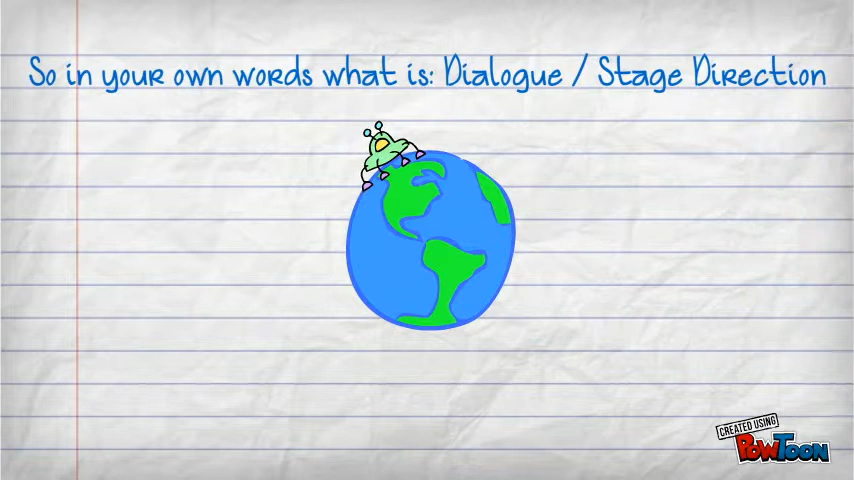 So in your own words what is: Dialogue / Stage Direction
CREATED USING
POWTOON